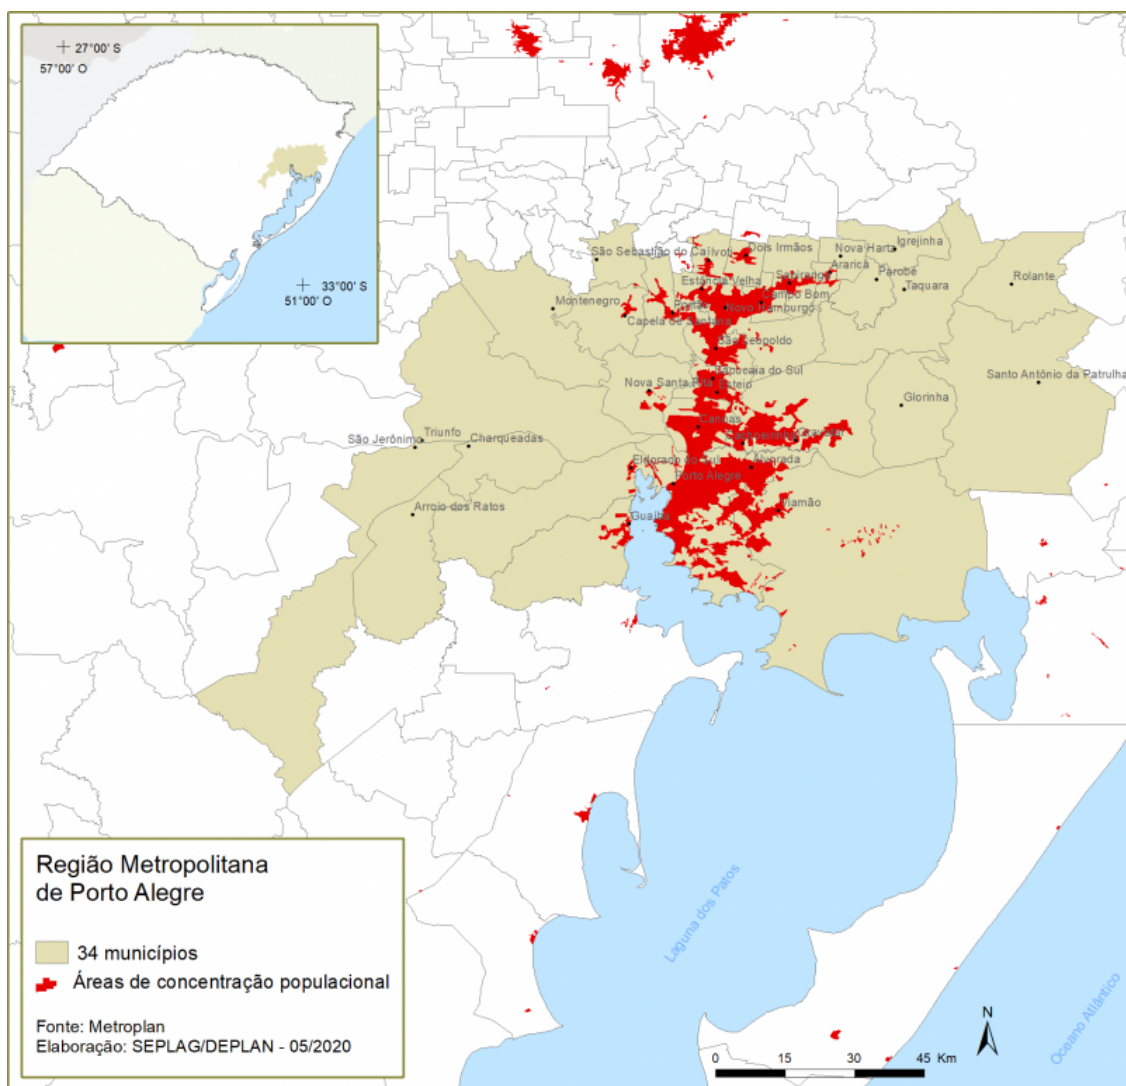 27°00' S
57°00' O
33°00' S
51°00' O
São Sebastião do Caí
Ivoti
Dois Irmãos
Nova Hartz
Igrejinha
Araricá
Parobé
Taquara
Rolante
Estância Velha
Sapiranga
Campo Bom
Montenegro
Portão
Novo Hamburgo
Capela de Santana
São Leopoldo
Sapucaia do Sul
Esteio
Nova Santa Rita
Santo Antônio da Patrulha
Glorinha
Canoas
Cachoeirinha
Gravataí
Triunfo
São Jerônimo
Charqueadas
Eldorado do Sul
Alvorada
Porto Alegre
Arroio dos Ratos
Guaíba
Viamão
Laguna dos Patos
Oceano Atlântico
Região Metropolitana
de Porto Alegre
34 municípios
Áreas de concentração populacional
Fonte: Metroplan
Elaboração: SEPLAG/DEPLAN - 05/2020
N
0 15 30 45 Km